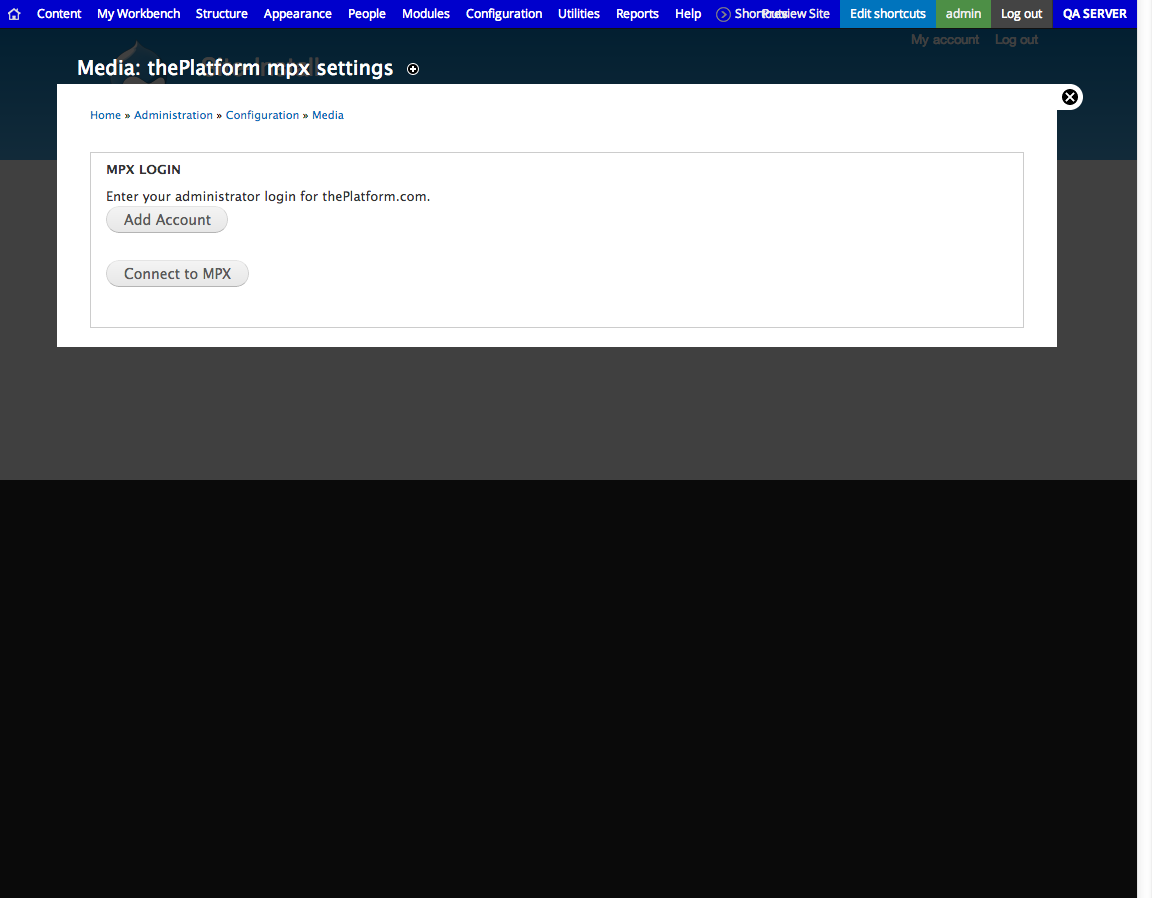 Content My Workbench Structure Appearance People Modules Configuration Utilities Reports Help Shortcuts Preview Site Edit shortcuts admin Log out QA SERVER
My account Log out
Media: thePlatform mpx settings
Home » Administration » Configuration » Media
MPX LOGIN
Enter your administrator login for thePlatform.com.
Add Account
Connect to MPX